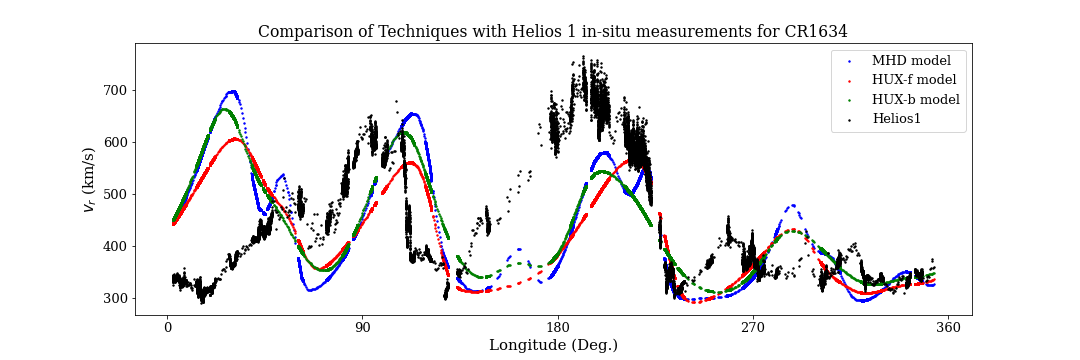 Comparison of Techniques with Helios 1 in-situ measurements for CR1634
MHD model
HUX-f model
HUX-b model
Helios1
700
600
500
400
300
v_r (km/s)
0 90 180 270 360
Longitude (Deg.)